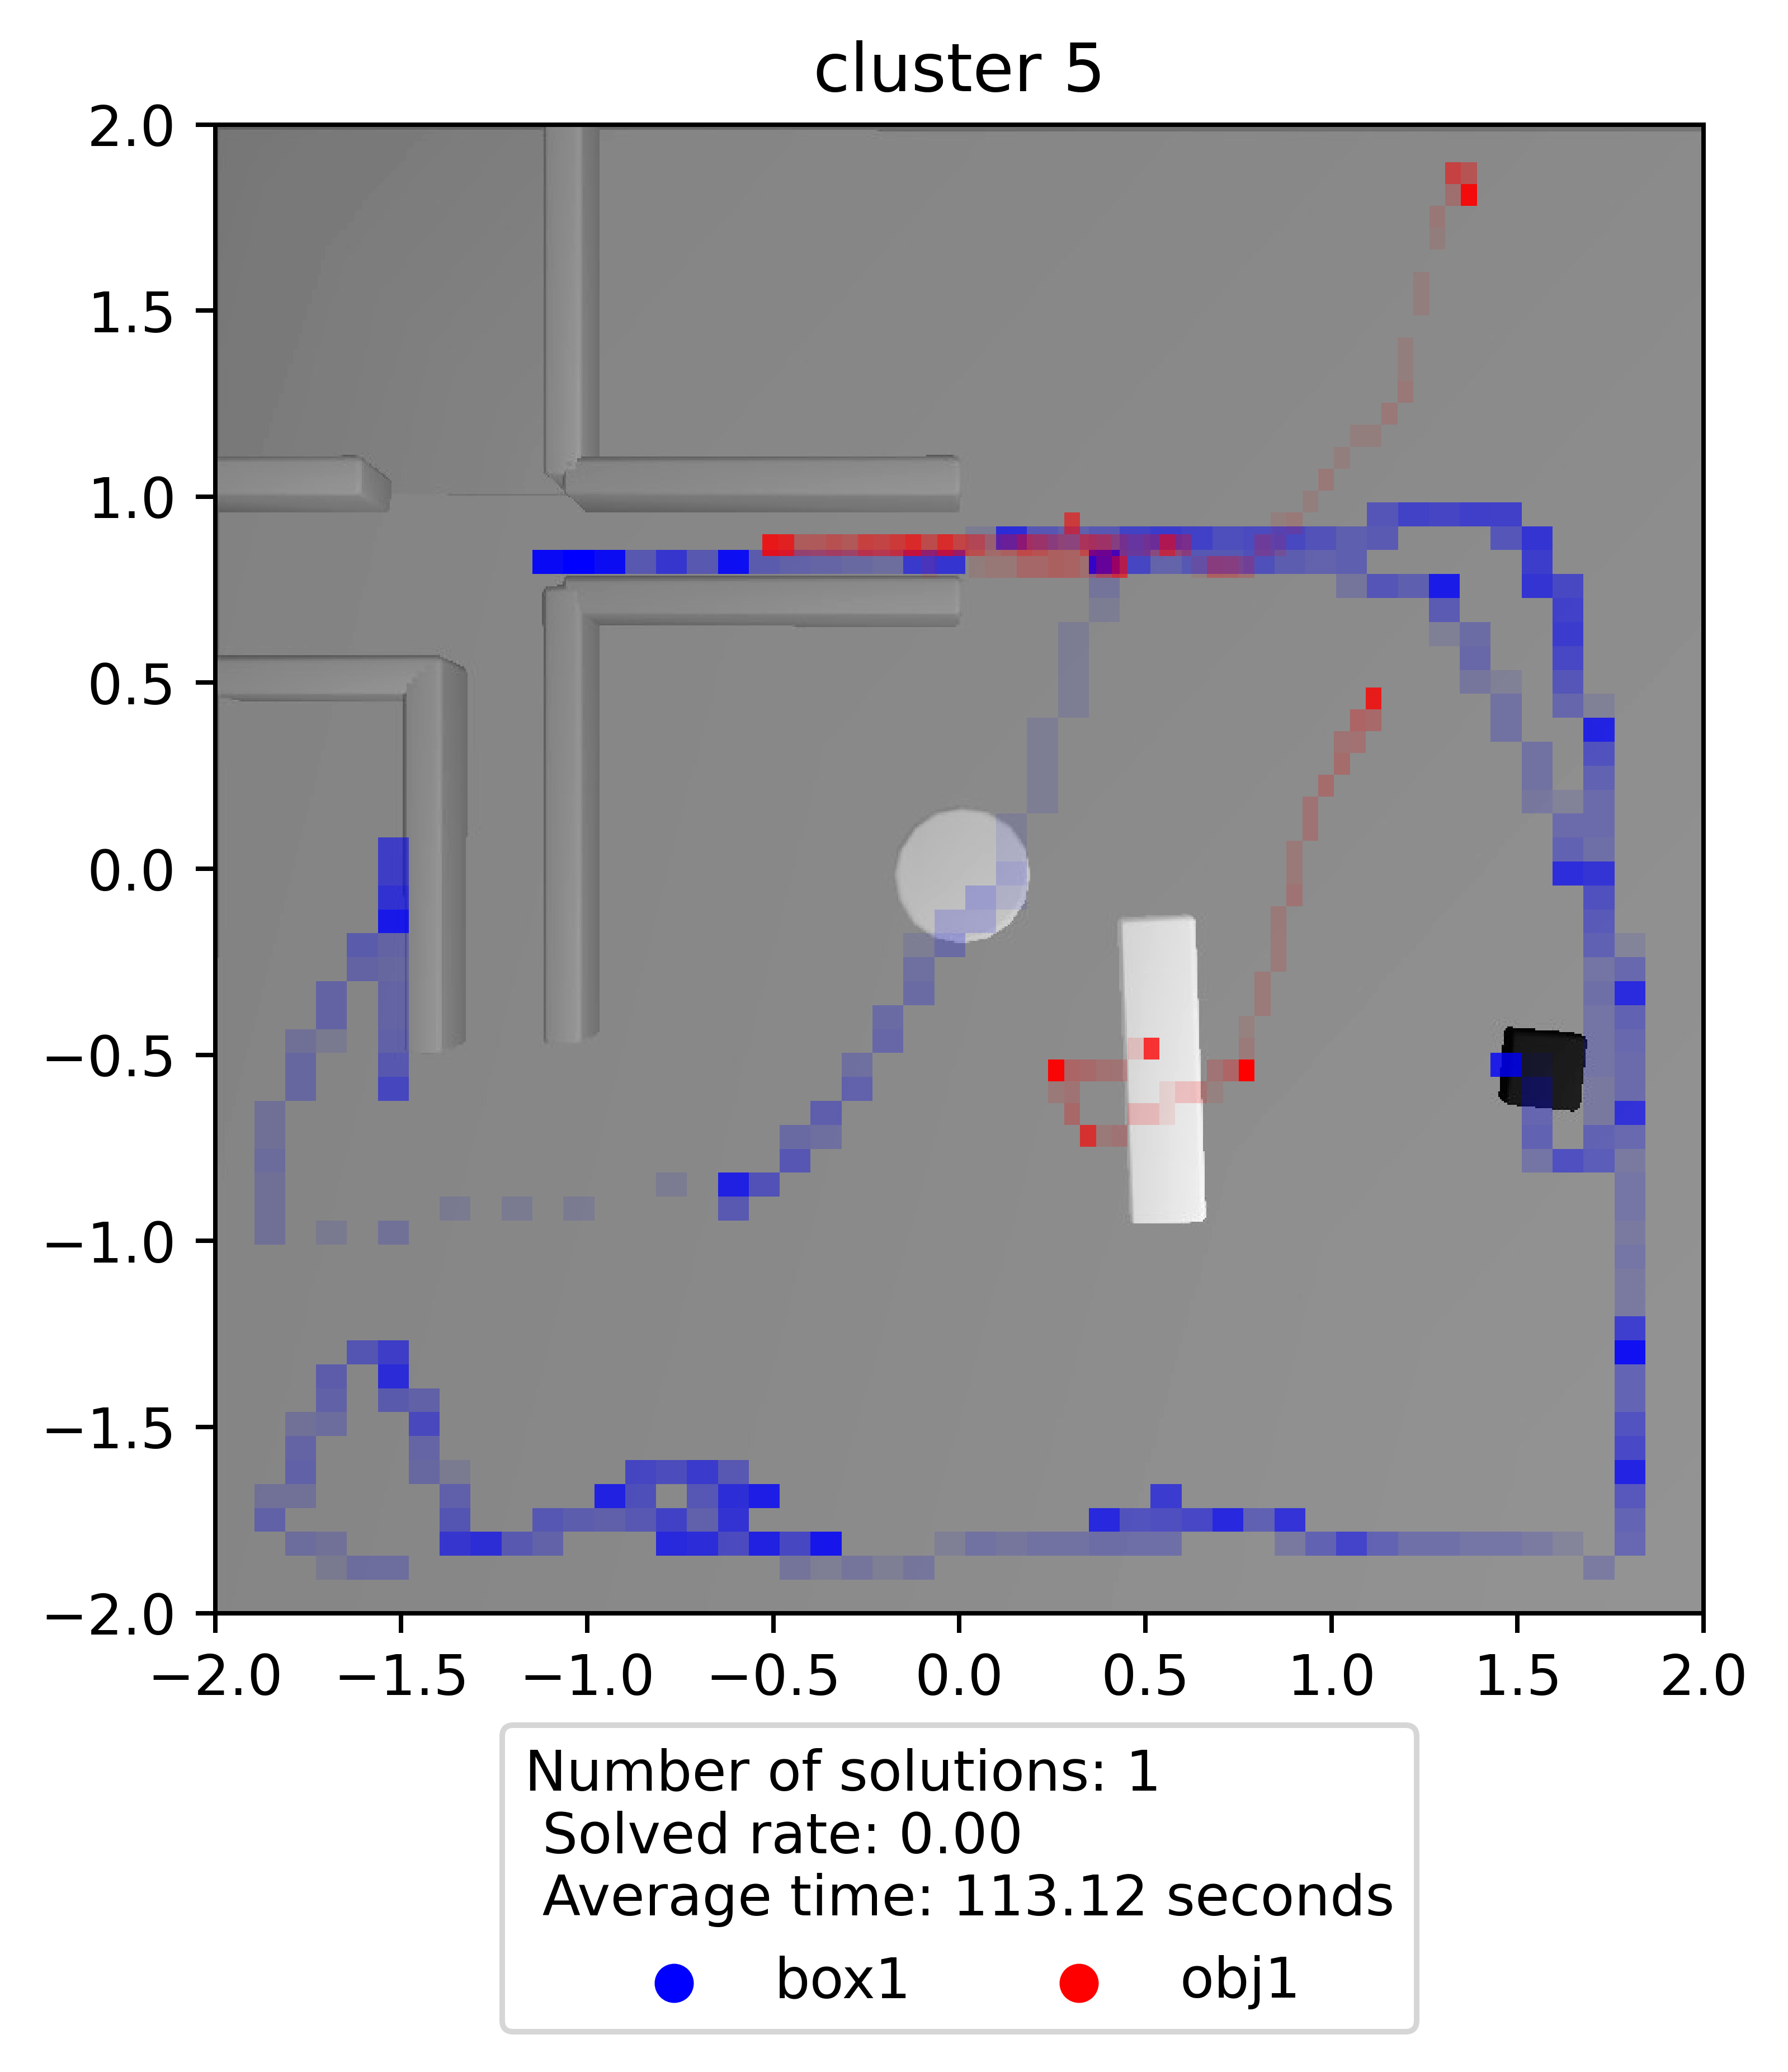 cluster 5
2.0
1.5
1.0
0.5
0.0
−0.5
−1.0
−1.5
−2.0
−2.0 −1.5 −1.0 −0.5 0.0 0.5 1.0 1.5 2.0
Number of solutions: 1
Solved rate: 0.00
Average time: 113.12 seconds
box1 obj1